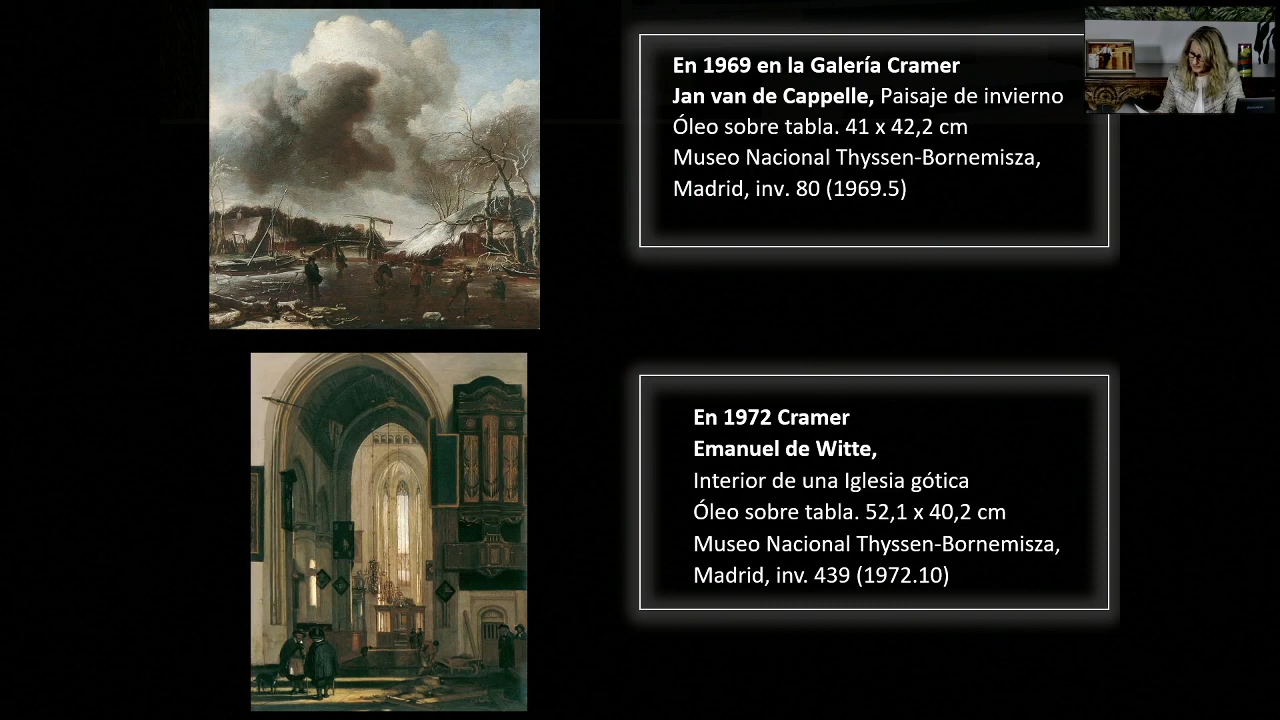 En 1969 en la Galería Cramer
Jan van de Cappelle, Paisaje de invierno
Óleo sobre tabla. 41 x 42,2 cm
Museo Nacional Thyssen-Bornemisza,
Madrid, inv. 80 (1969.5)
En 1972 Cramer
Emanuel de Witte,
Interior de una Iglesia gótica
Óleo sobre tabla. 52,1 x 40,2 cm
Museo Nacional Thyssen-Bornemisza,
Madrid, inv. 439 (1972.10)